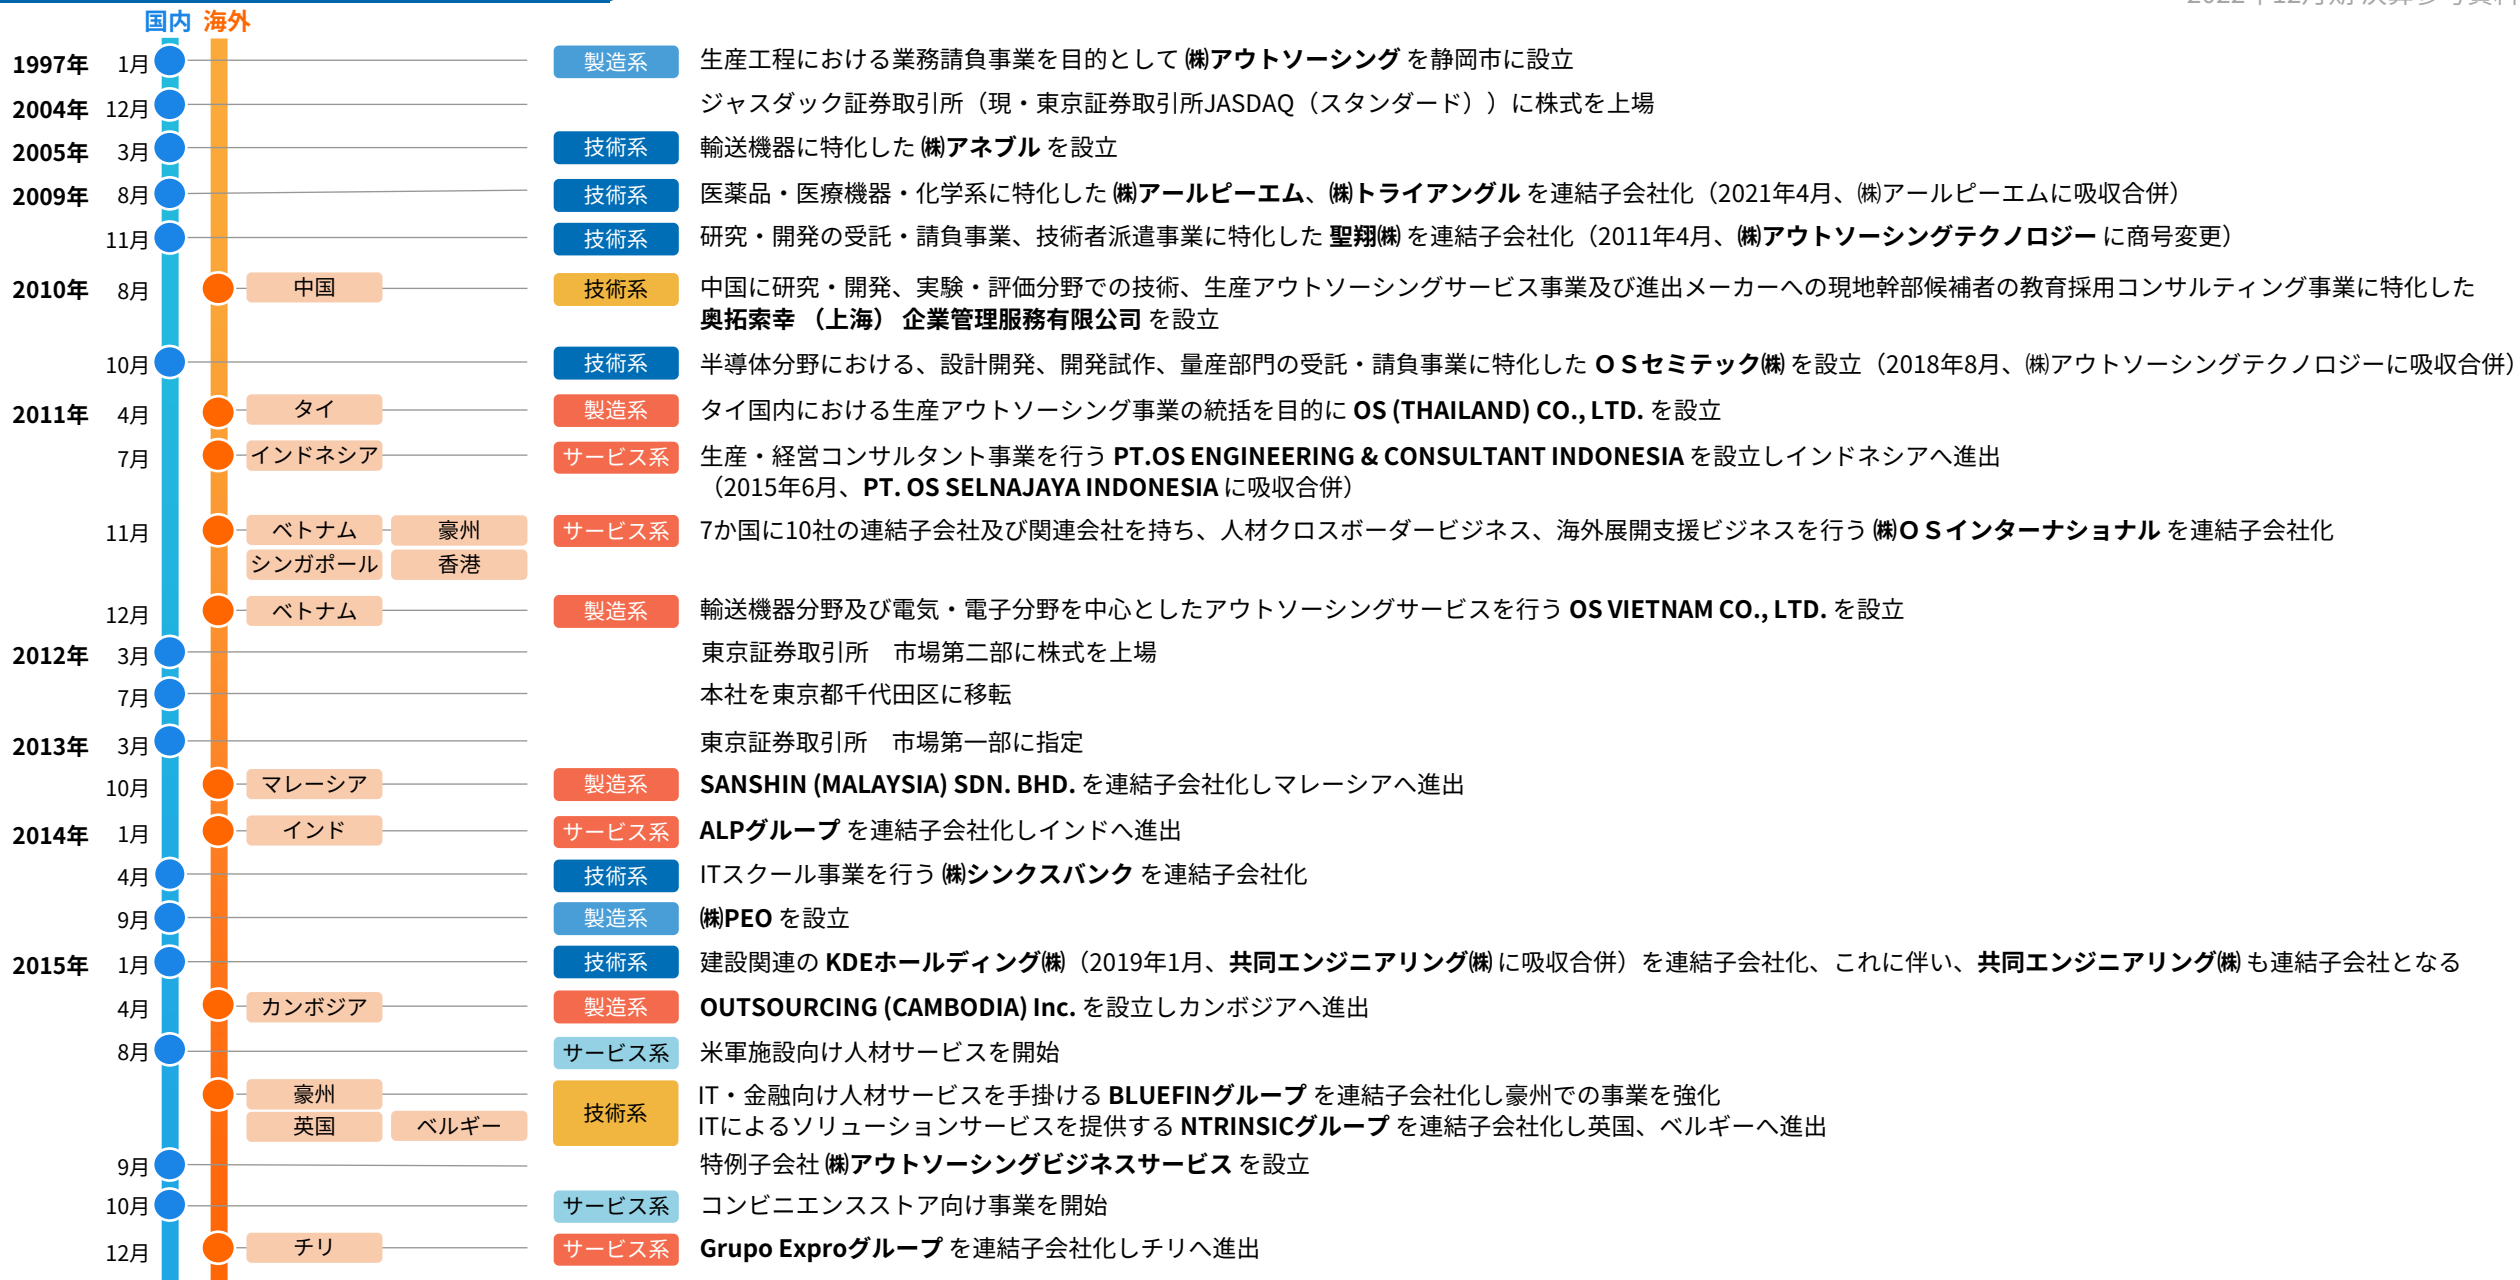 国内 海外
1997年 1月 製造系 生産工程における業務請負事業を目的として ㈱アウトソーシング を静岡市に設立
2004年 12月 ジャスダック証券取引所（現・東京証券取引所JASDAQ（スタンダード））に株式を上場
2005年 3月 技術系 輸送機器に特化した ㈱アネブル を設立
2009年 8月 技術系 医薬品・医療機器・化学系に特化した ㈱アールピーエム、㈱トライアングル を連結子会社化（2021年4月、㈱アールピーエムに吸収合併）
11月 技術系 研究・開発の受託・請負事業、技術者派遣事業に特化した 聖翔㈱ を連結子会社化（2011年4月、㈱アウトソーシングテクノロジー に商号変更）
2010年 8月 中国 技術系 中国に研究・開発、実験・評価分野での技術、生産アウトソーシングサービス事業及び進出メーカーへの現地幹部候補者の教育採用コンサルティング事業に特化した
奥拓索幸 （上海） 企業管理服務有限公司 を設立
10月 技術系 半導体分野における、設計開発、開発試作、量産部門の受託・請負事業に特化した ＯＳセミテック㈱ を設立（2018年8月、㈱アウトソーシングテクノロジーに吸収合併）
2011年 4月 タイ 製造系 タイ国内における生産アウトソーシング事業の統括を目的に OS (THAILAND) CO., LTD. を設立
7月 インドネシア サービス系 生産・経営コンサルタント事業を行う PT.OS ENGINEERING & CONSULTANT INDONESIA を設立しインドネシアへ進出
（2015年6月、PT. OS SELNAJAYA INDONESIA に吸収合併）
11月 ベトナム 豪州 サービス系 7か国に10社の連結子会社及び関連会社を持ち、人材クロスボーダービジネス、海外展開支援ビジネスを行う ㈱ＯＳインターナショナル を連結子会社化
シンガポール 香港
12月 ベトナム 製造系 輸送機器分野及び電気・電子分野を中心としたアウトソーシングサービスを行う OS VIETNAM CO., LTD. を設立
2012年 3月 東京証券取引所　市場第二部に株式を上場
7月 本社を東京都千代田区に移転
2013年 3月 東京証券取引所　市場第一部に指定
10月 マレーシア 製造系 SANSHIN (MALAYSIA) SDN. BHD. を連結子会社化しマレーシアへ進出
2014年 1月 インド サービス系 ALPグループ を連結子会社化しインドへ進出
4月 技術系 ITスクール事業を行う ㈱シンクスバンク を連結子会社化
9月 製造系 ㈱PEO を設立
2015年 1月 技術系 建設関連の KDEホールディング㈱（2019年1月、共同エンジニアリング㈱ に吸収合併）を連結子会社化、これに伴い、共同エンジニアリング㈱ も連結子会社となる
4月 カンボジア 製造系 OUTSOURCING (CAMBODIA) Inc. を設立しカンボジアへ進出
8月 サービス系 米軍施設向け人材サービスを開始
豪州 技術系 IT・金融向け人材サービスを手掛ける BLUEFINグループ を連結子会社化し豪州での事業を強化
英国 ベルギー ITによるソリューションサービスを提供する NTRINSICグループ を連結子会社化し英国、ベルギーへ進出
9月 特例子会社 ㈱アウトソーシングビジネスサービス を設立
10月 サービス系 コンビニエンスストア向け事業を開始
12月 チリ サービス系 Grupo Exproグループ を連結子会社化しチリへ進出